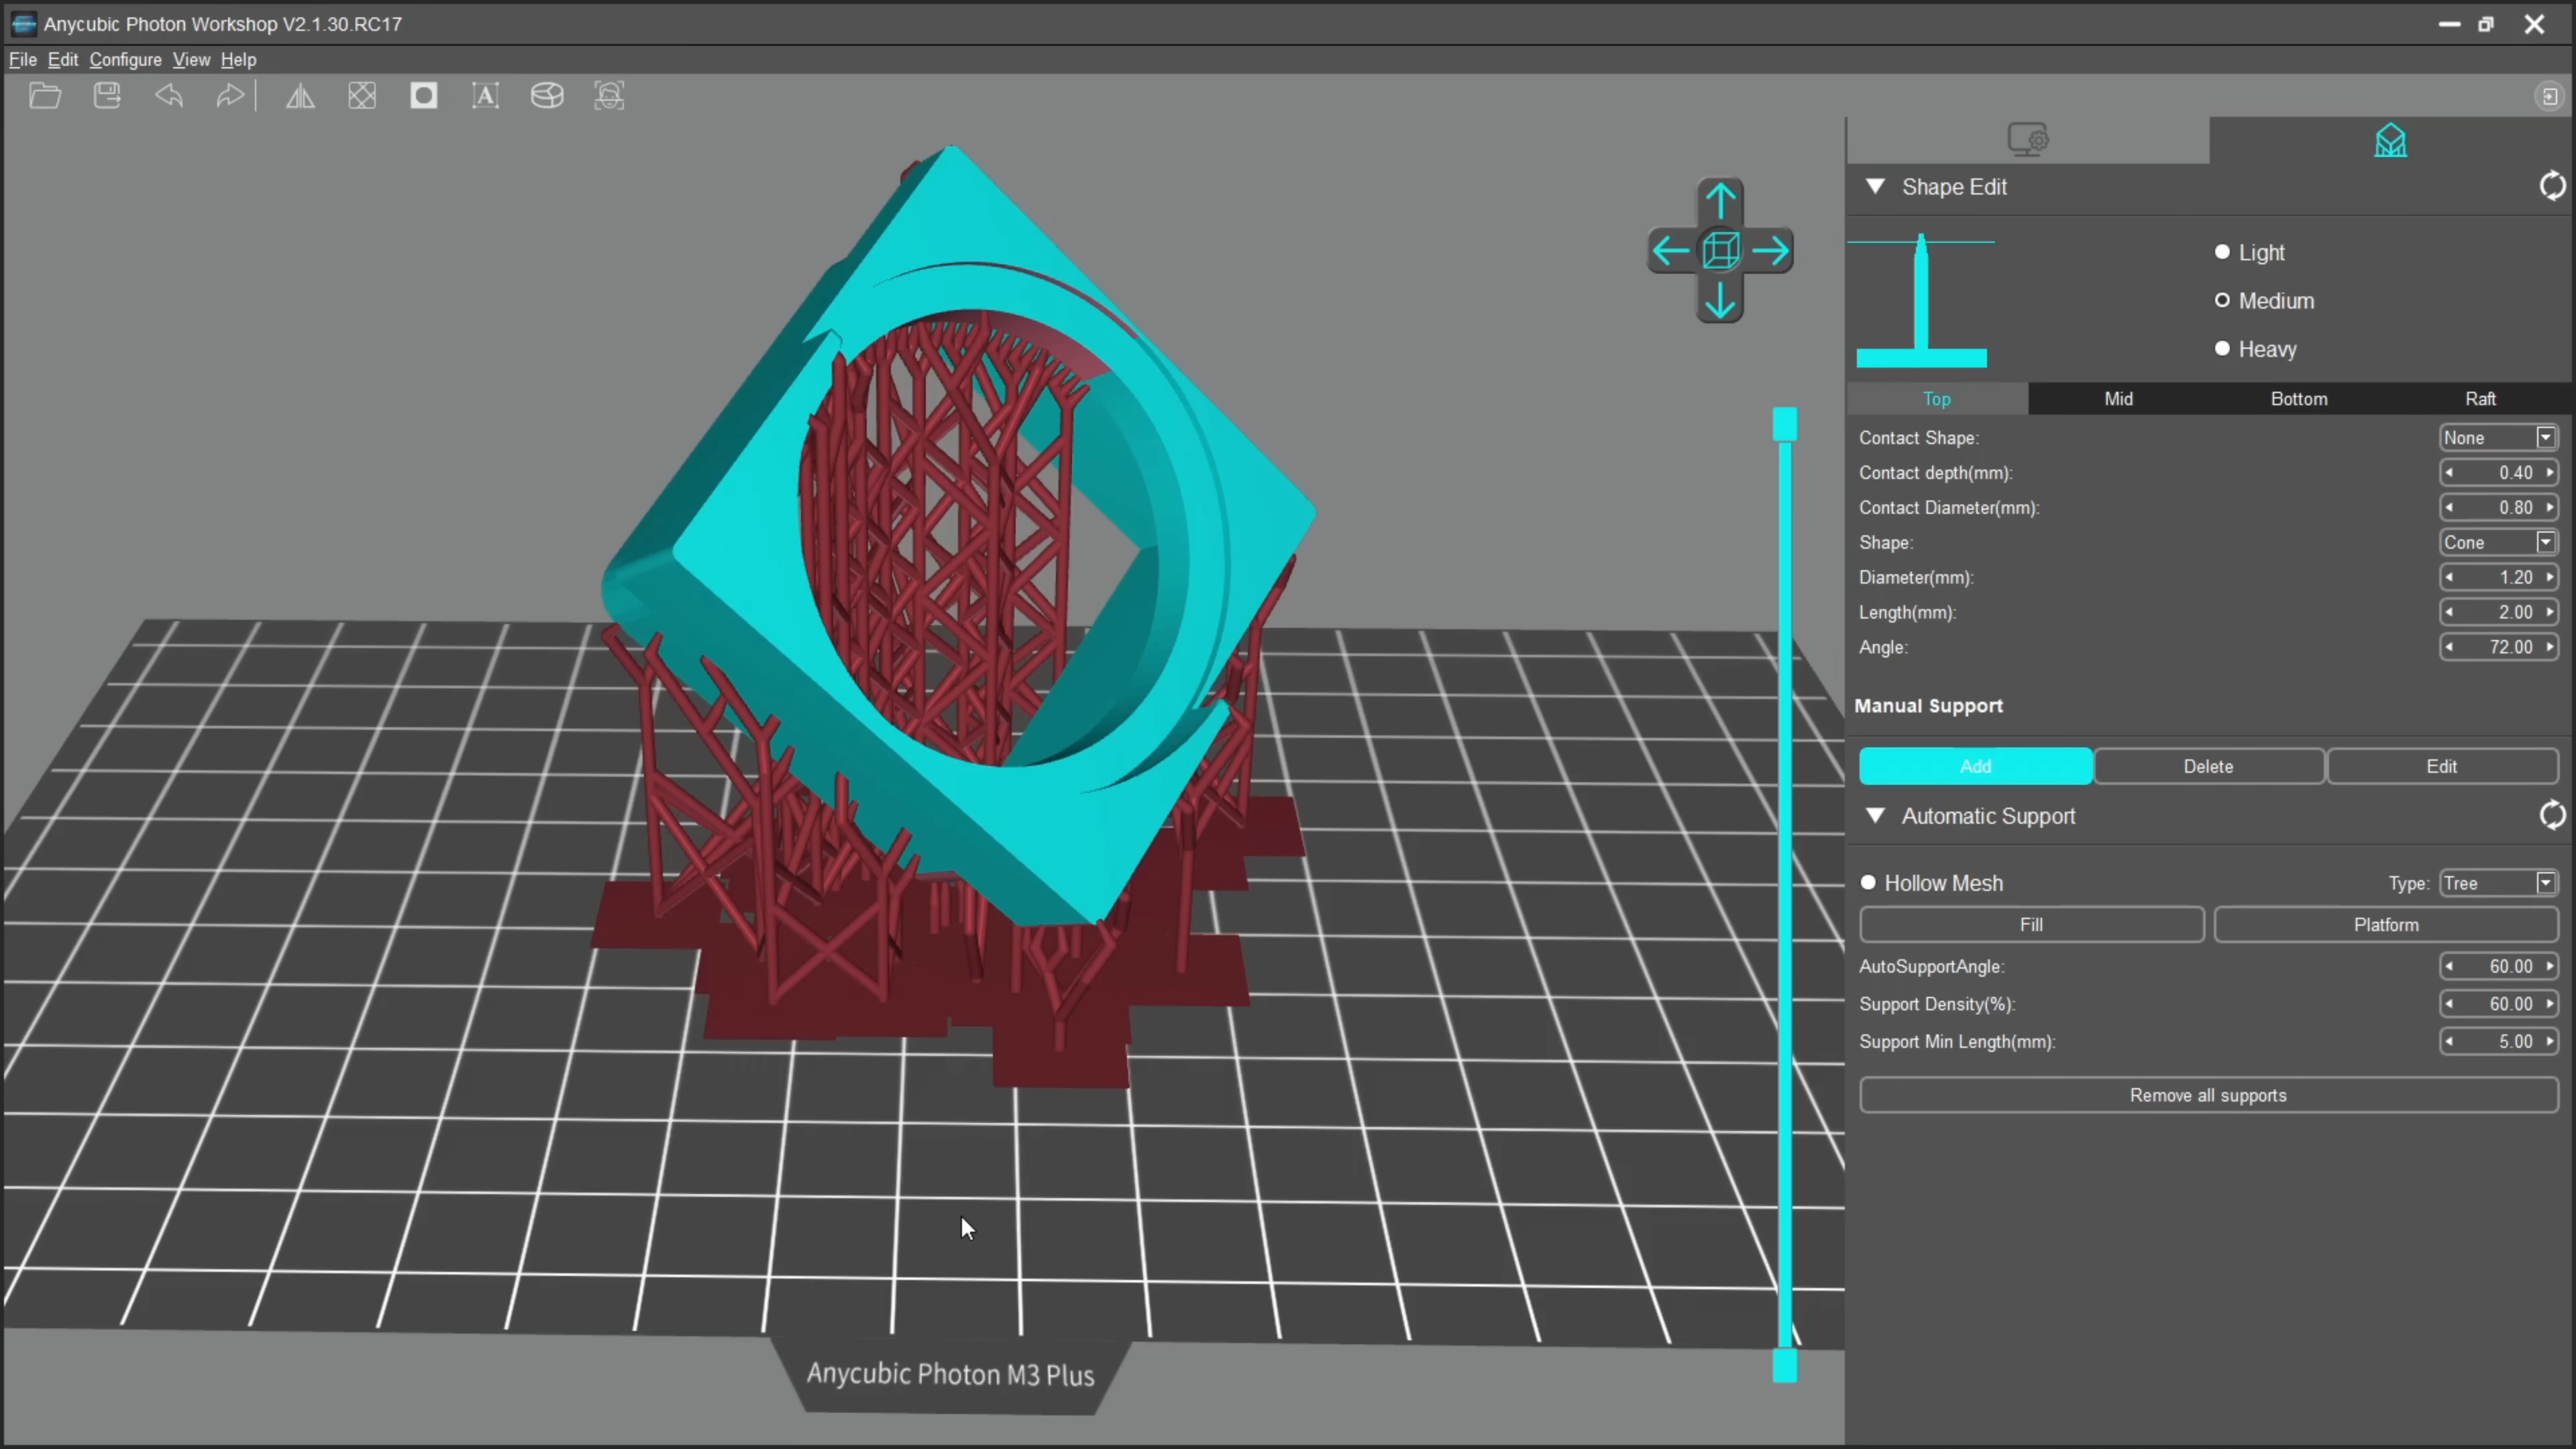 Anycubic Photon Workshop V2.1.30.RC17
File Edit Configure View Help
Shape Edit
Light
Medium
Heavy
Top Mid Bottom Raft
Contact Shape: None
Contact depth(mm): 0.40
Contact Diameter(mm): 0.80
Shape: Cone
Diameter(mm): 1.20
Length(mm): 2.00
Angle: 72.00
Manual Support
Add Delete Edit
Automatic Support
Hollow Mesh Type: Tree
Fill Platform
AutoSupportAngle: 60.00
Support Density(%): 60.00
Support Min Length(mm): 5.00
Remove all supports
Anycubic Photon M3 Plus